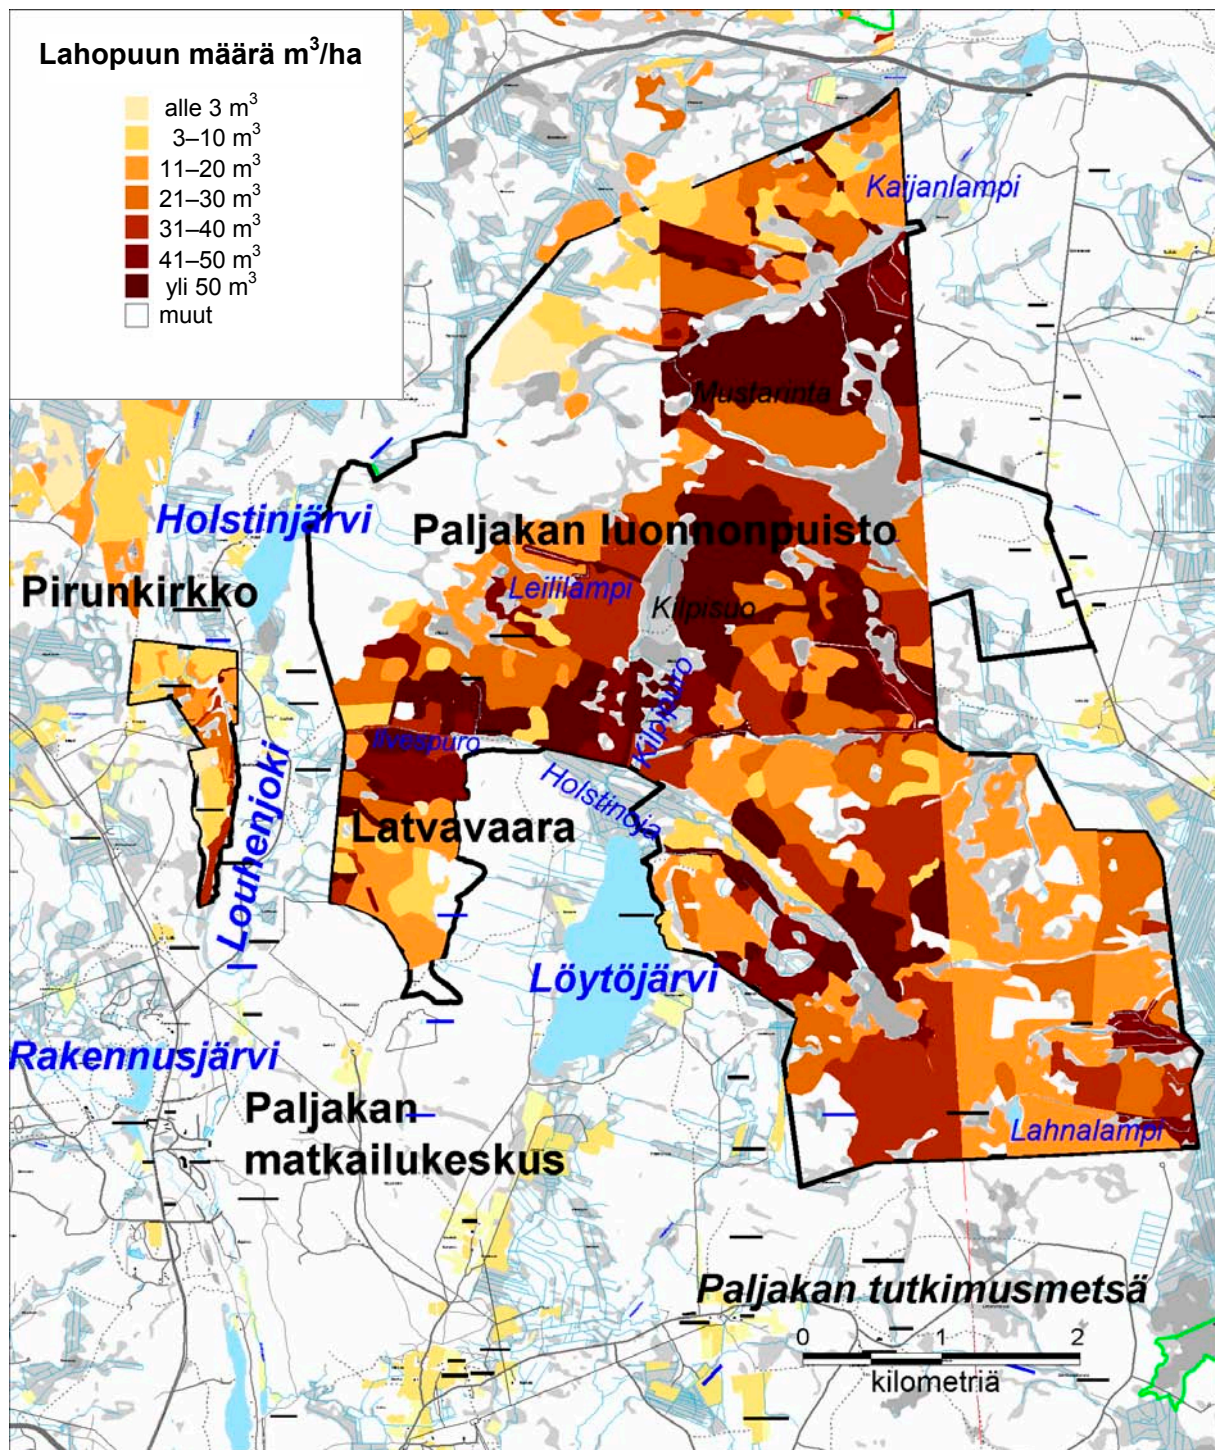 Lahopuun määrä m³/ha
alle 3 m³
3–10 m³
11–20 m³
21–30 m³
31–40 m³
41–50 m³
yli 50 m³
muut
Kaijanlampi
Mustarinta
Holstinjärvi
Paljakan luonnonpuisto
Pirunkirkko
Leililampi
Kilpisuo
Kilpipuro
Ilvespuro
Holstinoja
Latvavaara
Louhenjoki
Löytöjärvi
Rakennusjärvi
Paljakan
matkailukeskus
Lahnalampi
Paljakan tutkimusmetsä
0 1 2
kilometriä